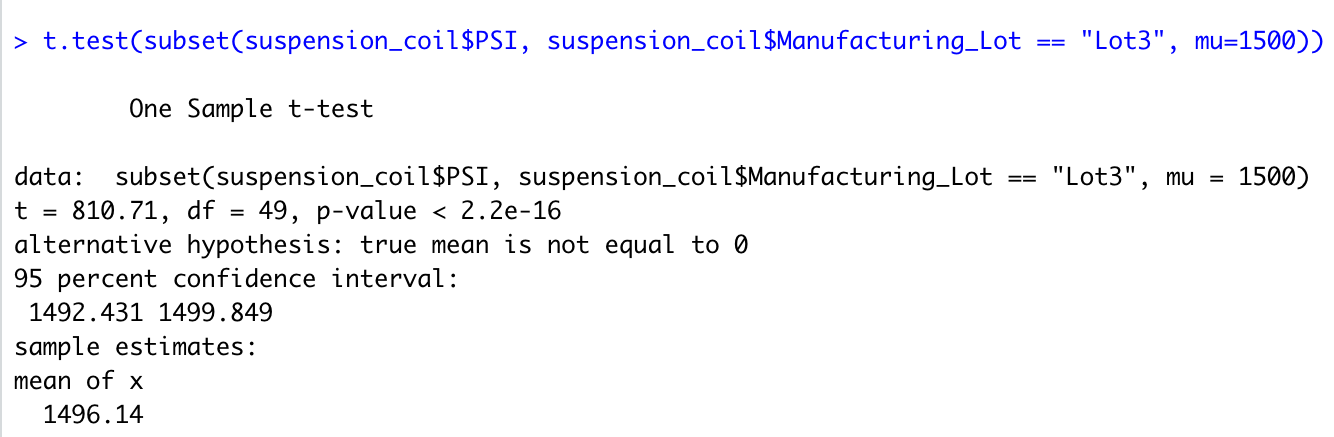 > t.test(subset(suspension_coil$PSI, suspension_coil$Manufacturing_Lot == "Lot3", mu=1500))
One Sample t-test
data:  subset(suspension_coil$PSI, suspension_coil$Manufacturing_Lot == "Lot3", mu = 1500)
t = 810.71, df = 49, p-value < 2.2e-16
alternative hypothesis: true mean is not equal to 0
95 percent confidence interval:
1492.431 1499.849
sample estimates:
mean of x
1496.14